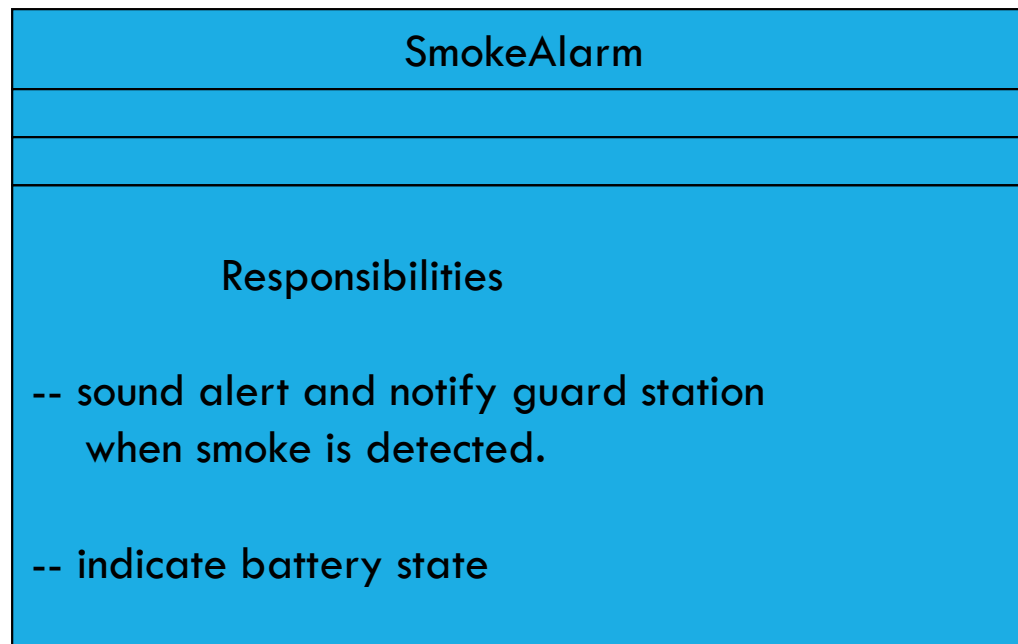 SmokeAlarm
Responsibilities
-- sound alert and notify guard station
when smoke is detected.
-- indicate battery state